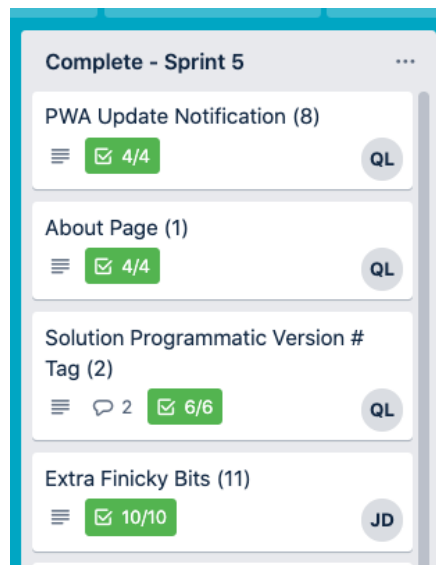 Complete - Sprint 5
PWA Update Notification (8)
4/4
QL
About Page (1)
4/4
QL
Solution Programmatic Version #
Tag (2)
2
6/6
QL
Extra Finicky Bits (11)
10/10
JD